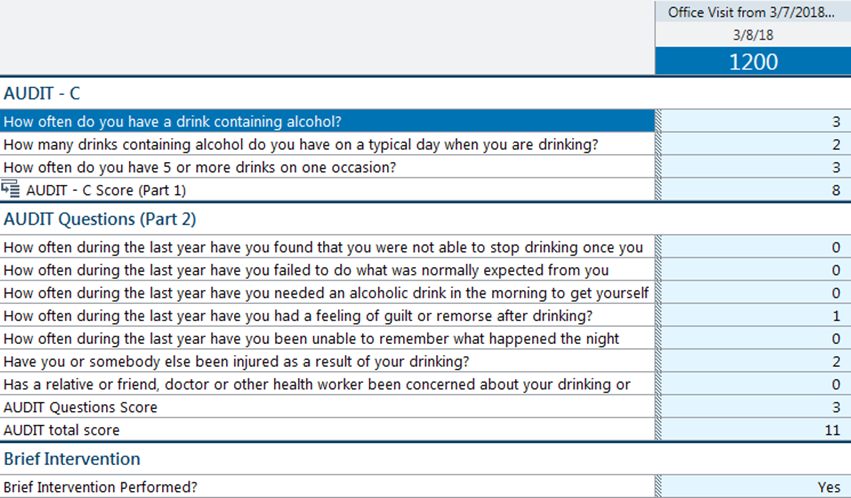 Office Visit from 3/7/2018...
3/8/18
1200
AUDIT - C
How often do you have a drink containing alcohol? 3
How many drinks containing alcohol do you have on a typical day when you are drinking? 2
How often do you have 5 or more drinks on one occasion? 3
AUDIT - C Score (Part 1) 8
AUDIT Questions (Part 2)
How often during the last year have you found that you were not able to stop drinking once you 0
How often during the last year have you failed to do what was normally expected from you 0
How often during the last year have you needed an alcoholic drink in the morning to get yourself 0
How often during the last year have you had a feeling of guilt or remorse after drinking? 1
How often during the last year have you been unable to remember what happened the night 0
Have you or somebody else been injured as a result of your drinking? 2
Has a relative or friend, doctor or other health worker been concerned about your drinking or 0
AUDIT Questions Score 3
AUDIT total score 11
Brief Intervention
Brief Intervention Performed? Yes